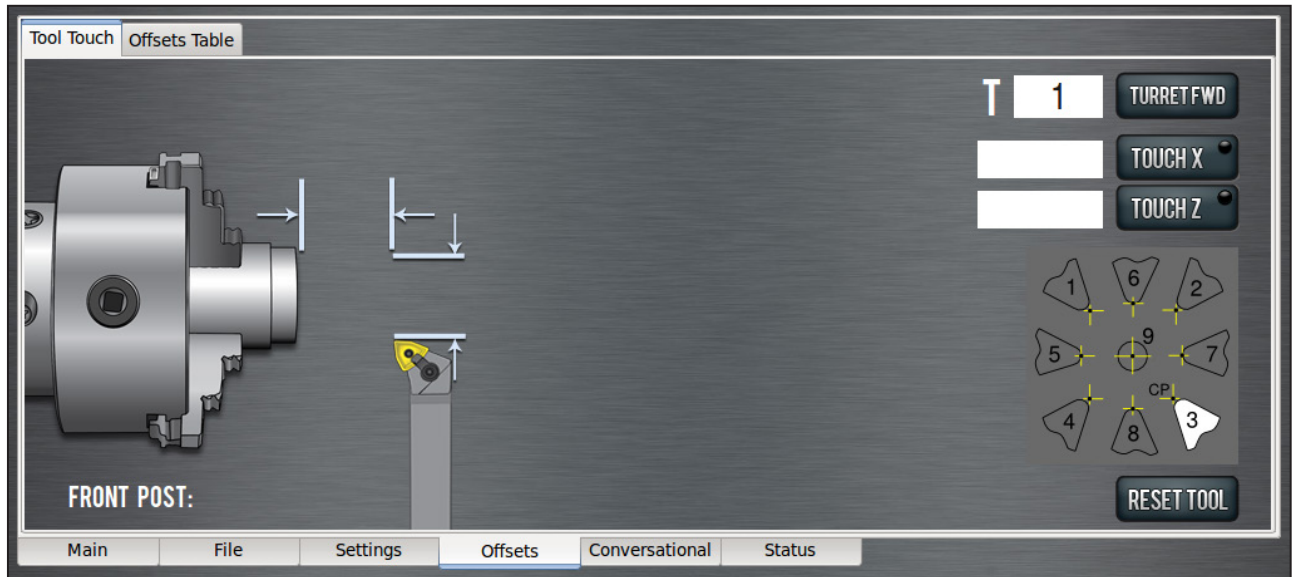 Tool Touch Offsets Table
T 1 TURRET FWD
TOUCH X
TOUCH Z
1 6 2
5 9 7
CP
4 8 3
FRONT POST:
RESET TOOL
Main File Settings Offsets Conversational Status